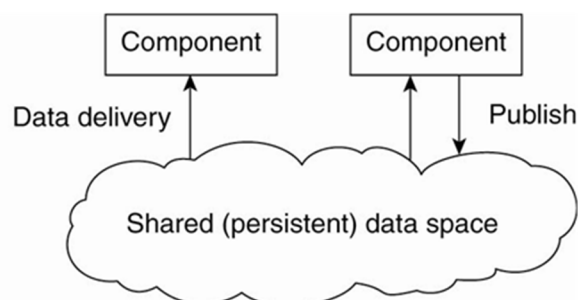 Component
Component
Data delivery
Publish
Shared (persistent) data space